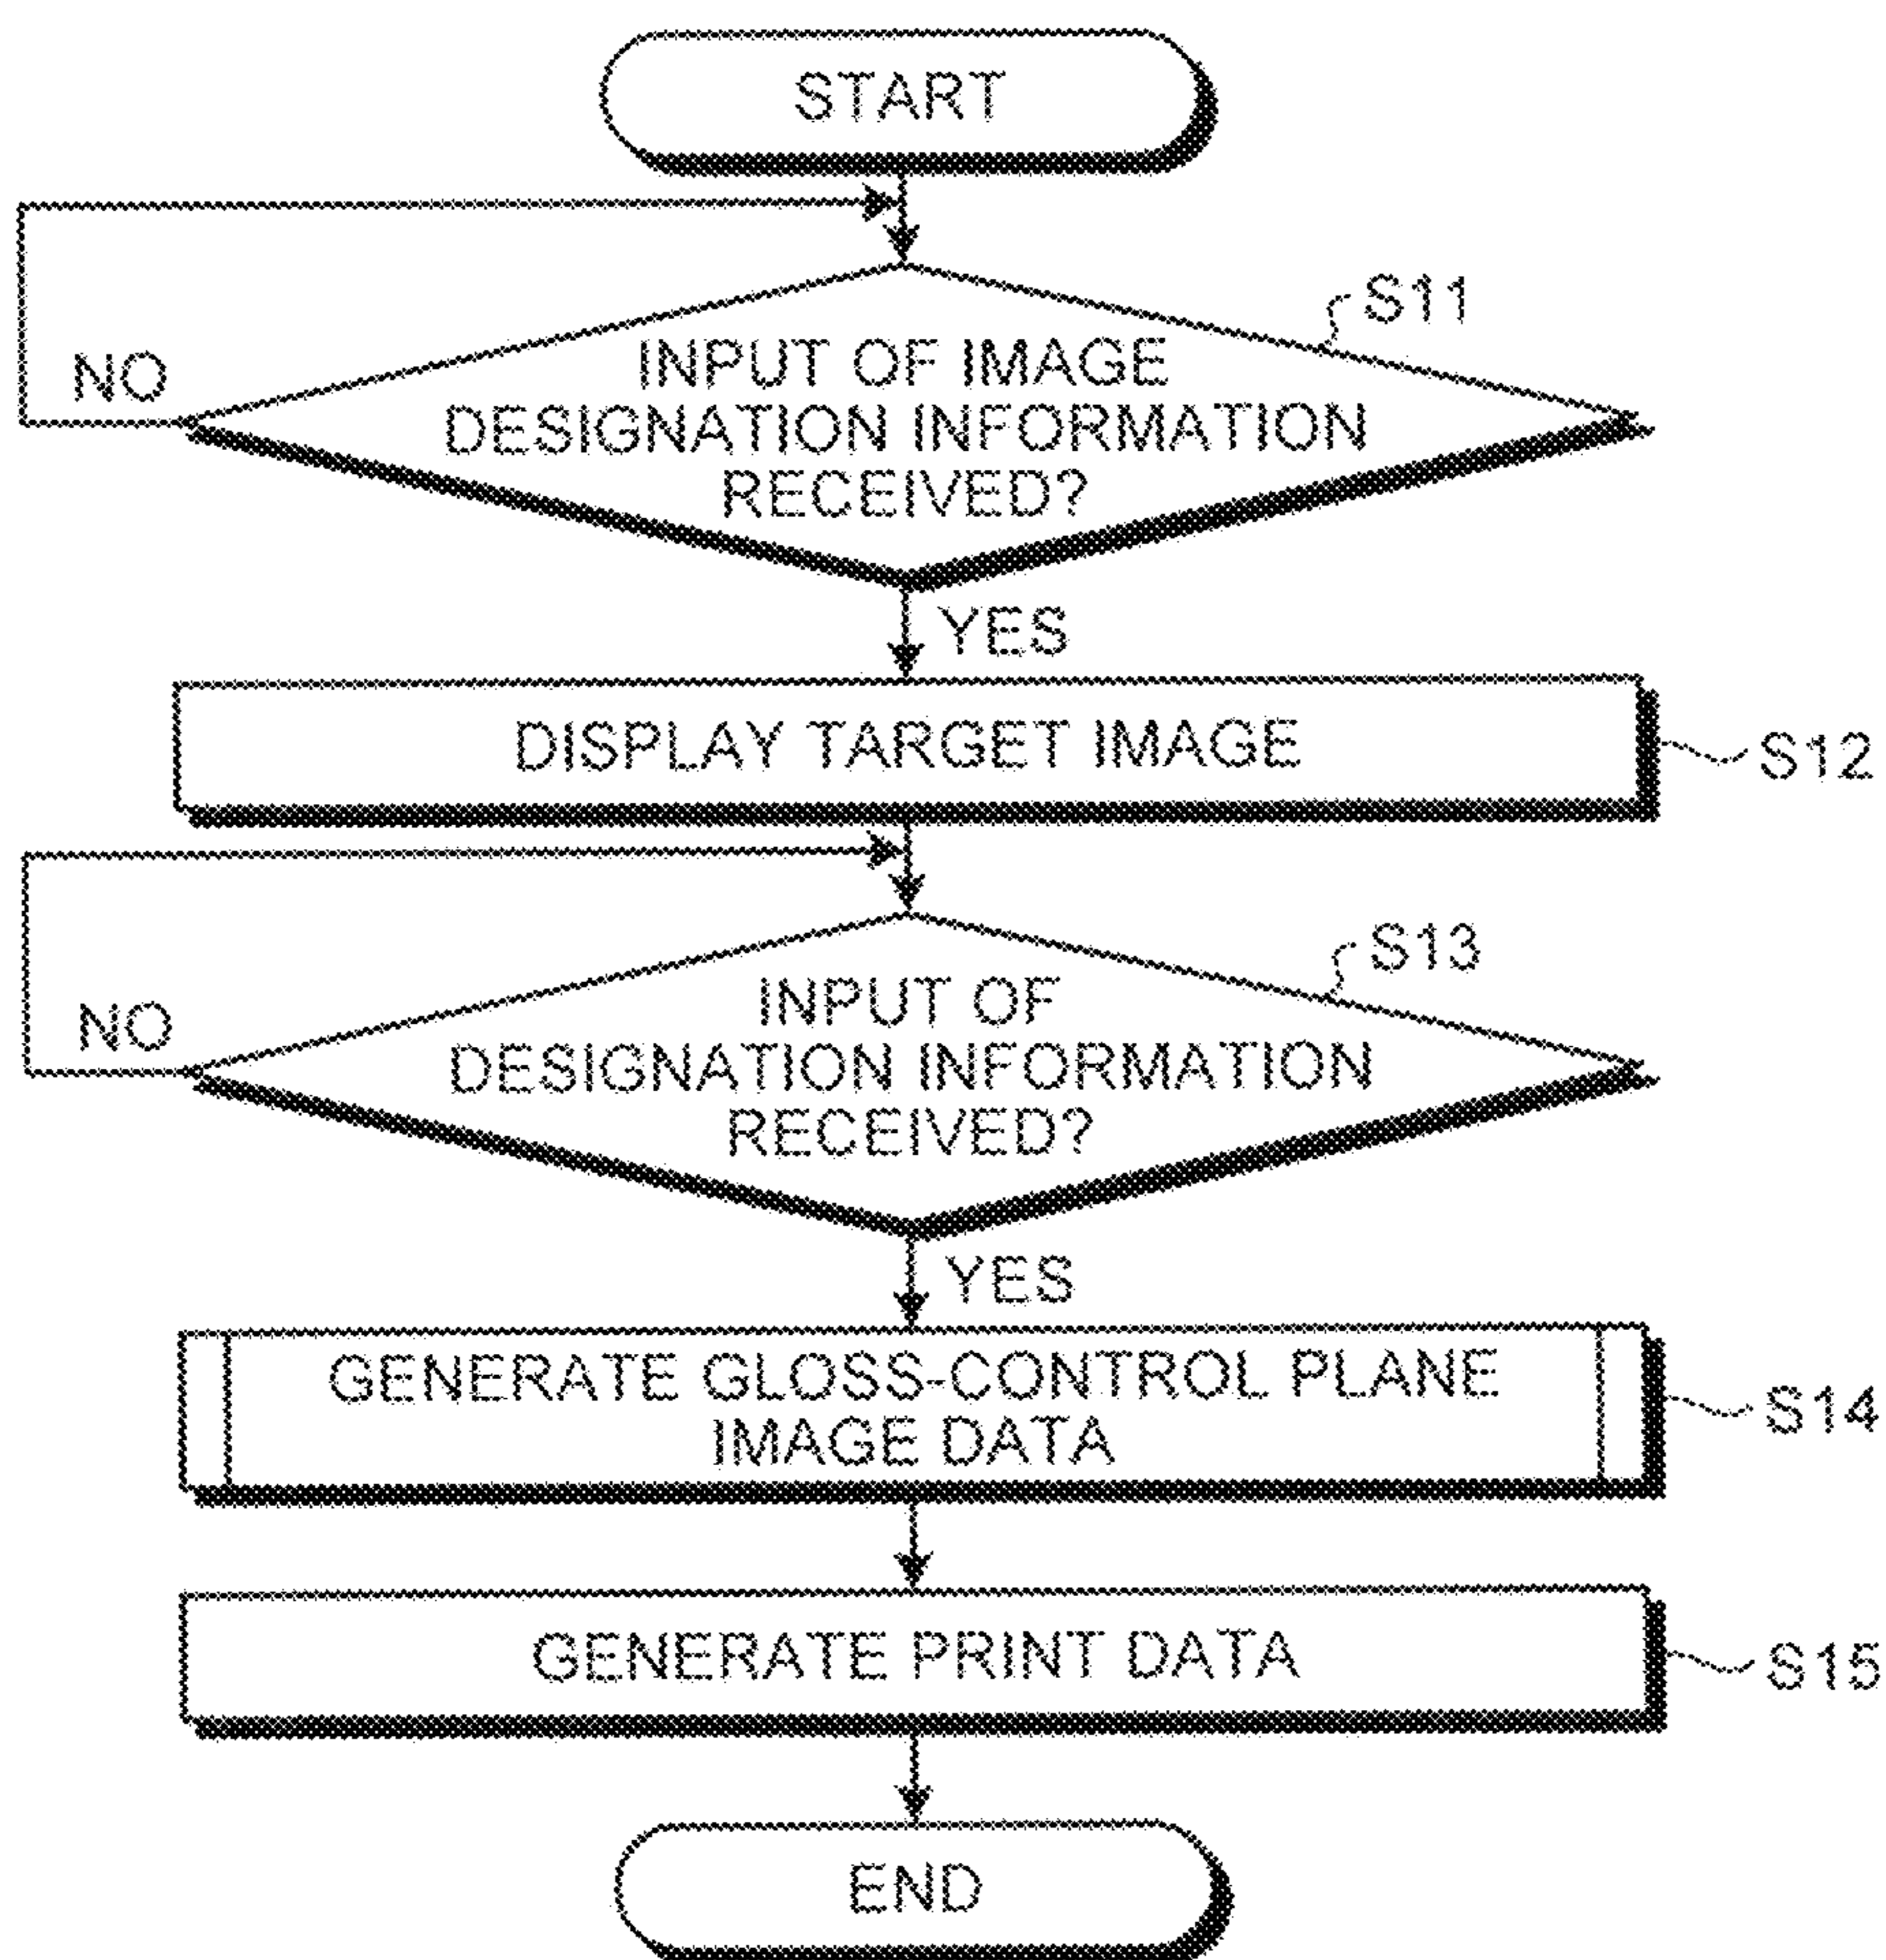 START
S11
INPUT OF IMAGE
DESIGNATION INFORMATION
RECEIVED?
NO
YES
DISPLAY TARGET IMAGE
S12
S13
INPUT OF
DESIGNATION INFORMATION
RECEIVED?
NO
YES
GENERATE GLOSS-CONTROL PLANE
IMAGE DATA
S14
GENERATE PRINT DATA
S15
END